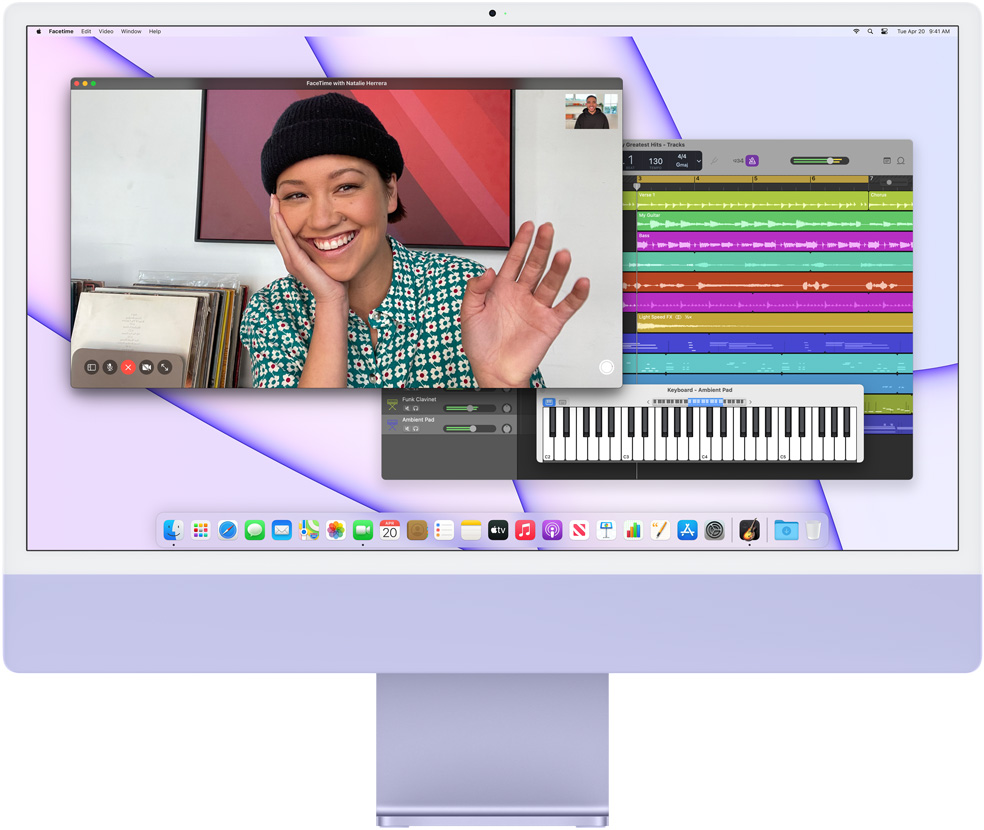 Facetime Edit Video Window Help
Tue Apr 20 9:41 AM
FaceTime with Natalie Herrera
y Greatest Hits - Tracks
1 130 4/4
Gmaj
3 4 5 6 7
Verse 1 Chorus
My Guitar
Bass
Light Speed FX
Keyboard - Ambient Pad
Funk Clavinet
Ambient Pad
C2 C3 C4 C5
APR
20
tv